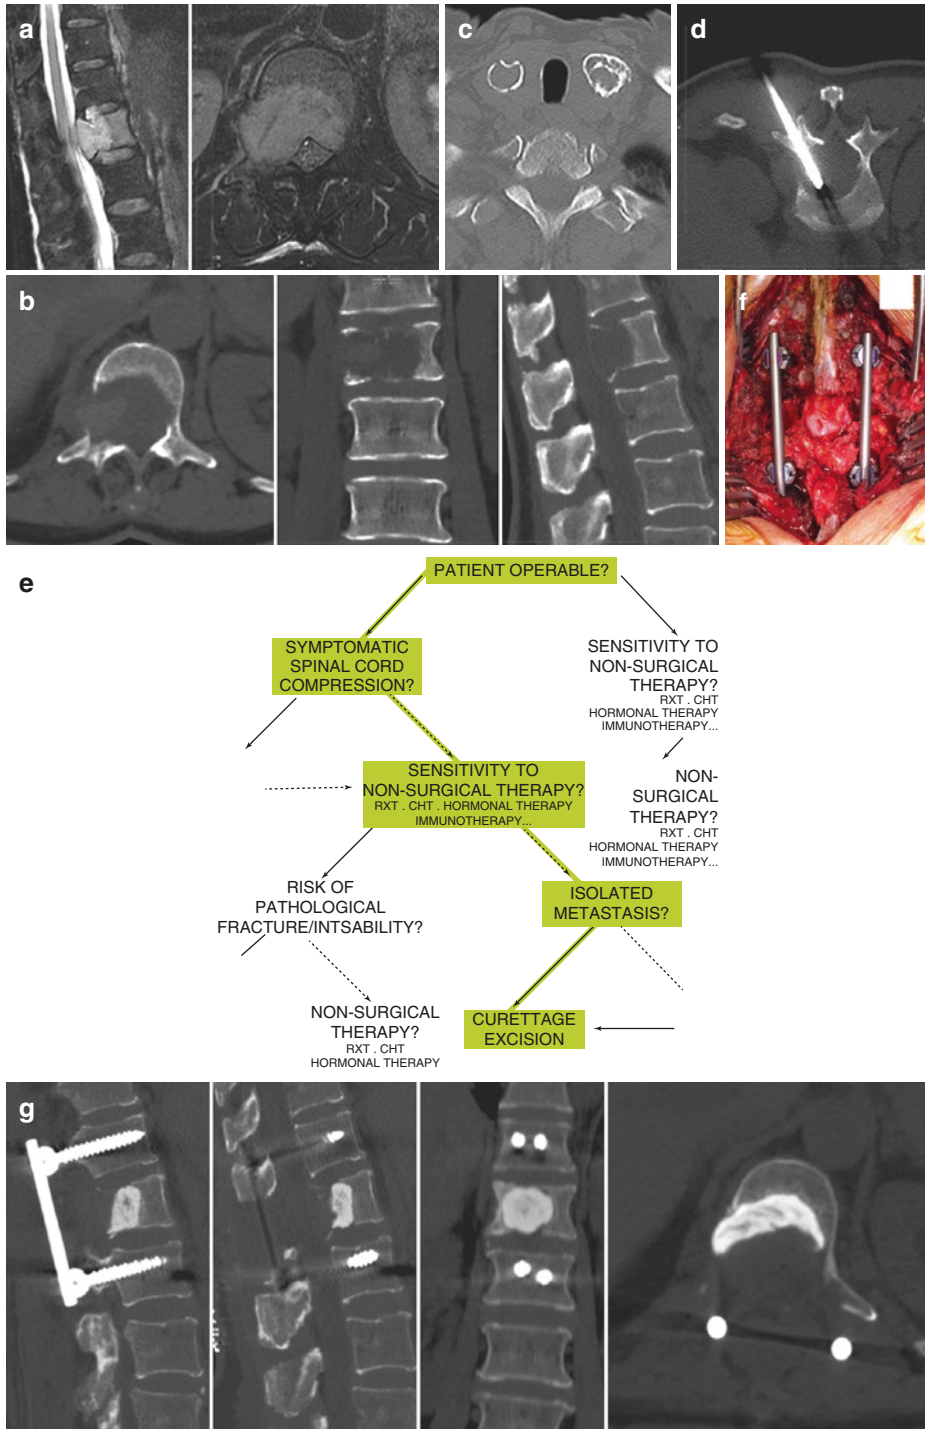 a
c
d
b
f
e
PATIENT OPERABLE?
SYMPTOMATIC
SPINAL CORD
COMPRESSION?
SENSITIVITY TO
NON-SURGICAL
THERAPY?
RXT . CHT
HORMONAL THERAPY
IMMUNOTHERAPY...
SENSITIVITY TO
NON-SURGICAL THERAPY?
RXT . CHT . HORMONAL THERAPY
IMMUNOTHERAPY...
NON-
SURGICAL
THERAPY?
RXT . CHT
HORMONAL THERAPY
IMMUNOTHERAPY...
RISK OF
PATHOLOGICAL
FRACTURE/INTSABILITY?
ISOLATED
METASTASIS?
NON-SURGICAL
THERAPY?
RXT . CHT
HORMONAL THERAPY
CURETTAGE
EXCISION
g